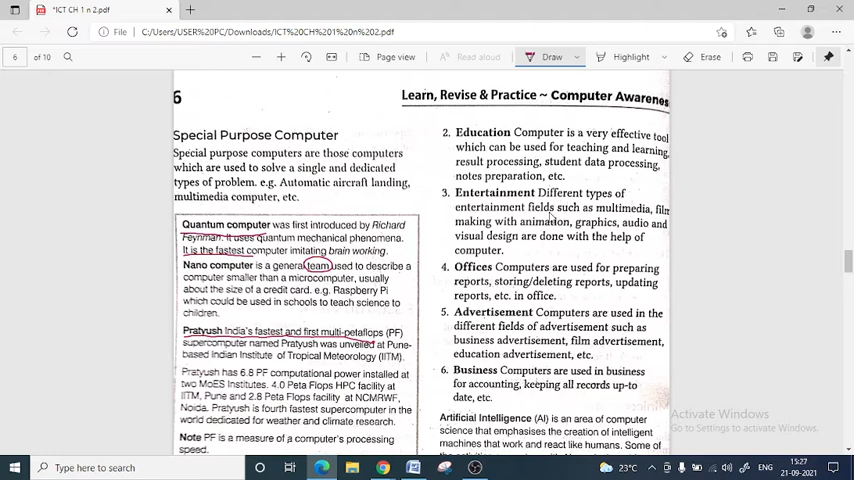 *ICT CH 1 n 2.pdf
File
C:/Users/USER%20PC/Downloads/ICT%20CH%201%20n%202.pdf
6
of 10
Page view
Read aloud
Draw
Highlight
Erase
6
Learn, Revise & Practice ~ Computer Awarenes
Special Purpose Computer
Special purpose computers are those computers
which are used to solve a single and dedicated
types of problem. e.g. Automatic aircraft landing,
multimedia computer, etc.
Quantum computer was first introduced by Richard
Feynman. It uses quantum mechanical phenomena.
It is the fastest computer imitating brain working.
Nano computer is a general team used to describe a
computer smaller than a microcomputer, usually
about the size of a credit card. e.g. Raspberry Pi
which could be used in schools to teach science to
children.
Pratyush India's fastest and first multi-petaflops (PF)
supercomputer named Pratyush was unveiled at Pune-
based Indian Institute of Tropical Meteorology (IITM).
Pratyush has 6.8 PF computational power installed at
two MoES Institutes. 4.0 Peta Flops HPC facility at
IITM, Pune and 2.8 Peta Flops facility at NCMRWF,
Noida. Pratyush is fourth fastest supercomputer in the
world dedicated for weather and climate research.
Note PF is a measure of a computer's processing
speed.
2. Education Computer is a very effective tool
which can be used for teaching and learning,
result processing, student data processing,
notes preparation, etc.
3. Entertainment Different types of
entertainment fields such as multimedia, film
making with animation, graphics, audio and
visual design are done with the help of
computer.
4. Offices Computers are used for preparing
reports, storing/deleting reports, updating
reports, etc. in office.
5. Advertisement Computers are used in the
different fields of advertisement such as
business advertisement, film advertisement,
education advertisement, etc.
6. Business Computers are used in business
for accounting, keeping all records up-to
date, etc.
Artificial Intelligence (AI) is an area of computer
science that emphasises the creation of intelligent
machines that work and react like humans. Some of
Activate Windows
Go to Settings to activate Windows.
Type here to search
23°C
ENG
15:27
21-09-2021